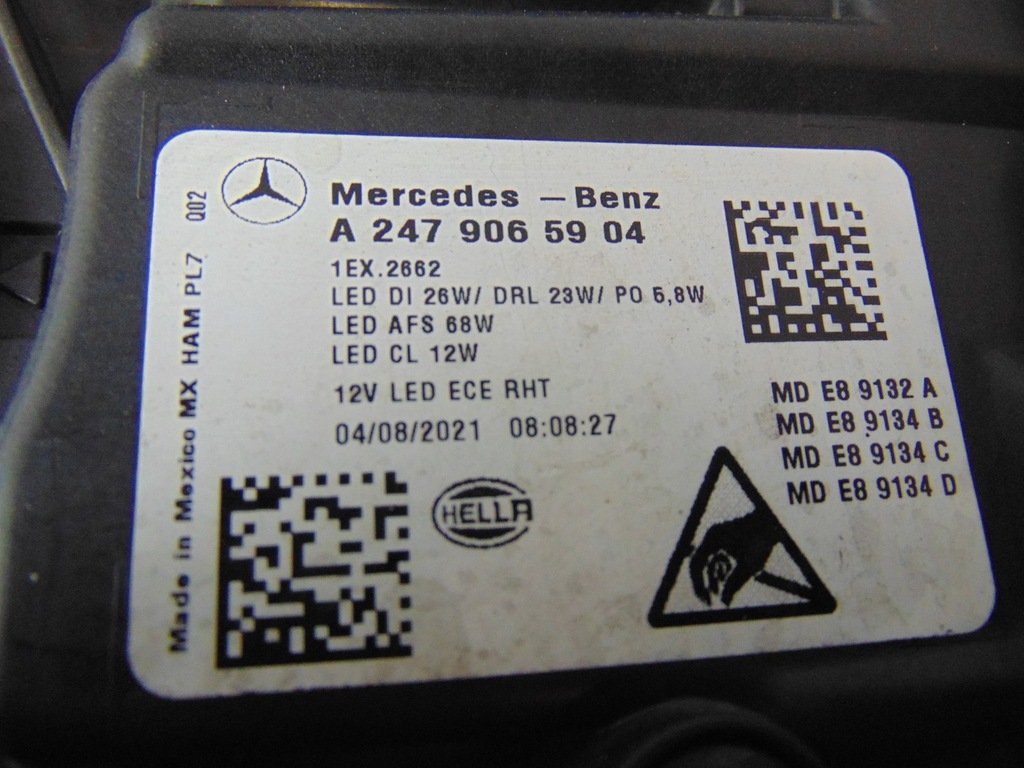 Mercedes - Benz
A 247 906 59 04
1EX.2662
LED DI 26W/ DRL 23W/ PO 5,8W
LED AFS 68W
LED CL 12W
12V LED ECE RHT
04/08/2021 08:08:27
HELLA
MD E8 9132 A
MD E8 9134 B
MD E8 9134 C
MD E8 9134 D
Made in Mexico MX HAM PL7 Q02